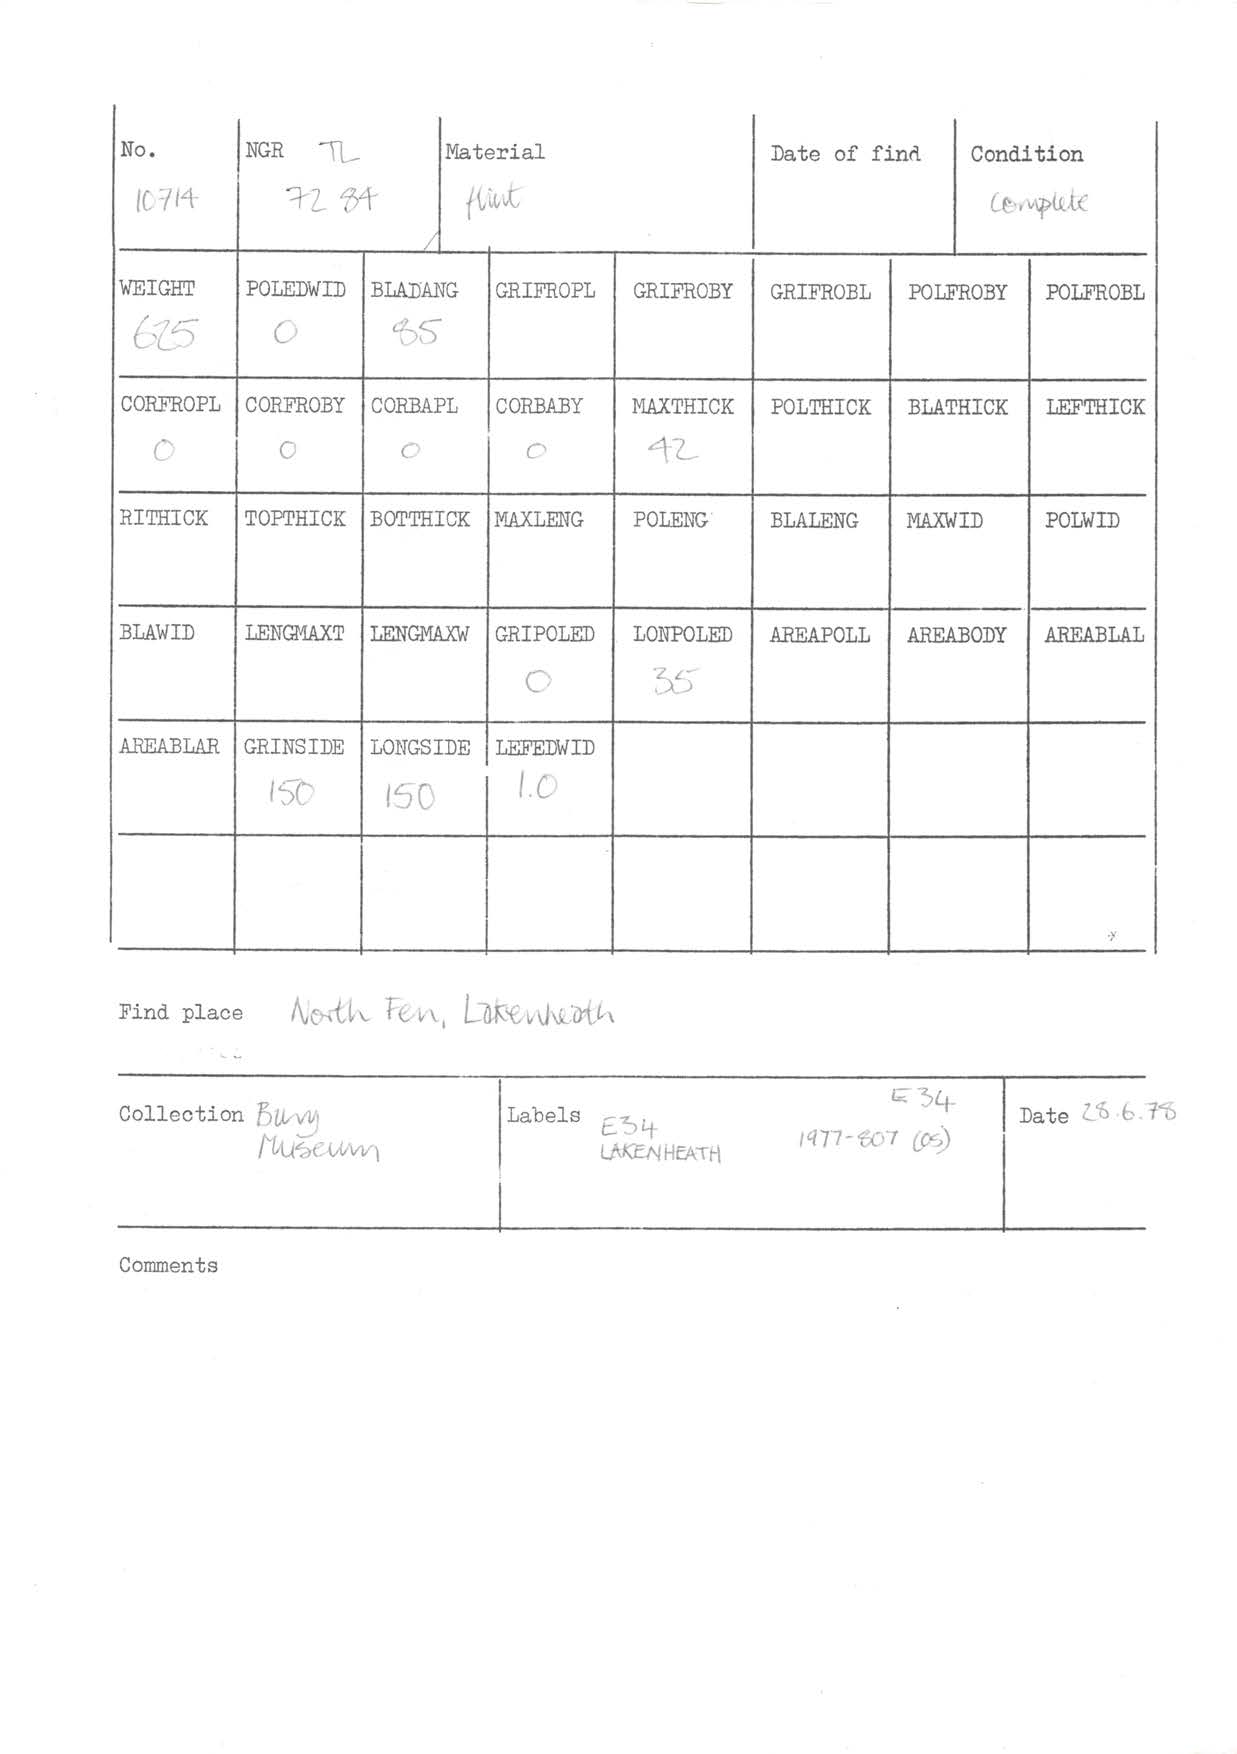 No. NGR TL Material Date of find Condition
10714 72 84 flint complete
WEIGHT POLEDWID BLADANG GRIFROPL GRIFROBY GRIFROBL POLFROBY POLFROBL
625 0 85
CORFROPL CORFROBY CORBAPL CORBABY MAXTHICK POLTHICK BLATHICK LEFTHICK
0 0 0 0 42
RITHICK TOPTHICK BOTTHICK MAXLENG POLENG BLALENG MAXWID POLWID
BLAWID LENGMAXT LENGMAXW GRIPOLED LONPOLED AREAPOLL AREABODY AREABLAL
0 35
AREABLAR GRINSIDE LONGSIDE LEFEDWID
150 150 1.0
Find place North Fen, Lakenheath
Collection Bury Labels E34 E34 Date 28.6.78
Museum LAKENHEATH 1977-807 (OS)
Comments